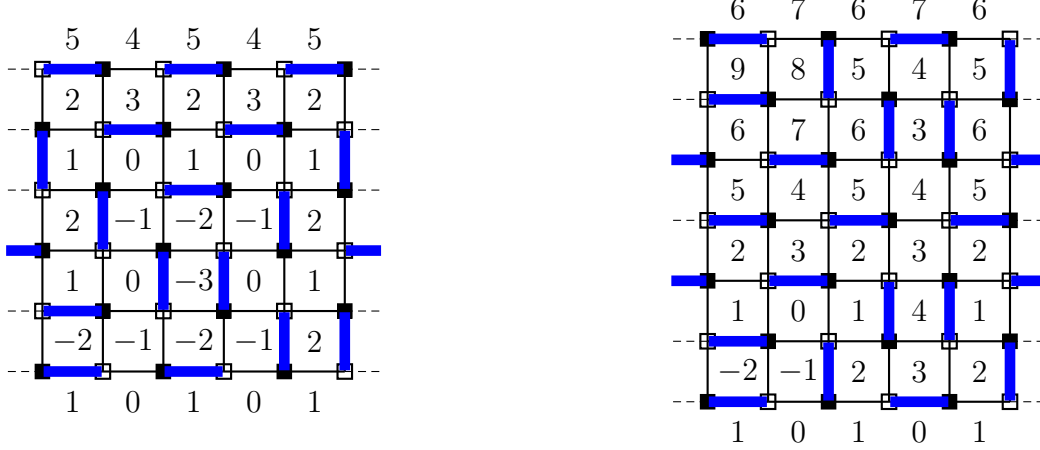 5 4 5 4 5
2 3 2 3 2
1 0 1 0 1
2 −1 −2 −1 2
1 0 −3 0 1
−2 −1 −2 −1 2
1 0 1 0 1
6 7 6 7 6
9 8 5 4 5
6 7 6 3 6
5 4 5 4 5
2 3 2 3 2
1 0 1 4 1
−2 −1 2 3 2
1 0 1 0 1